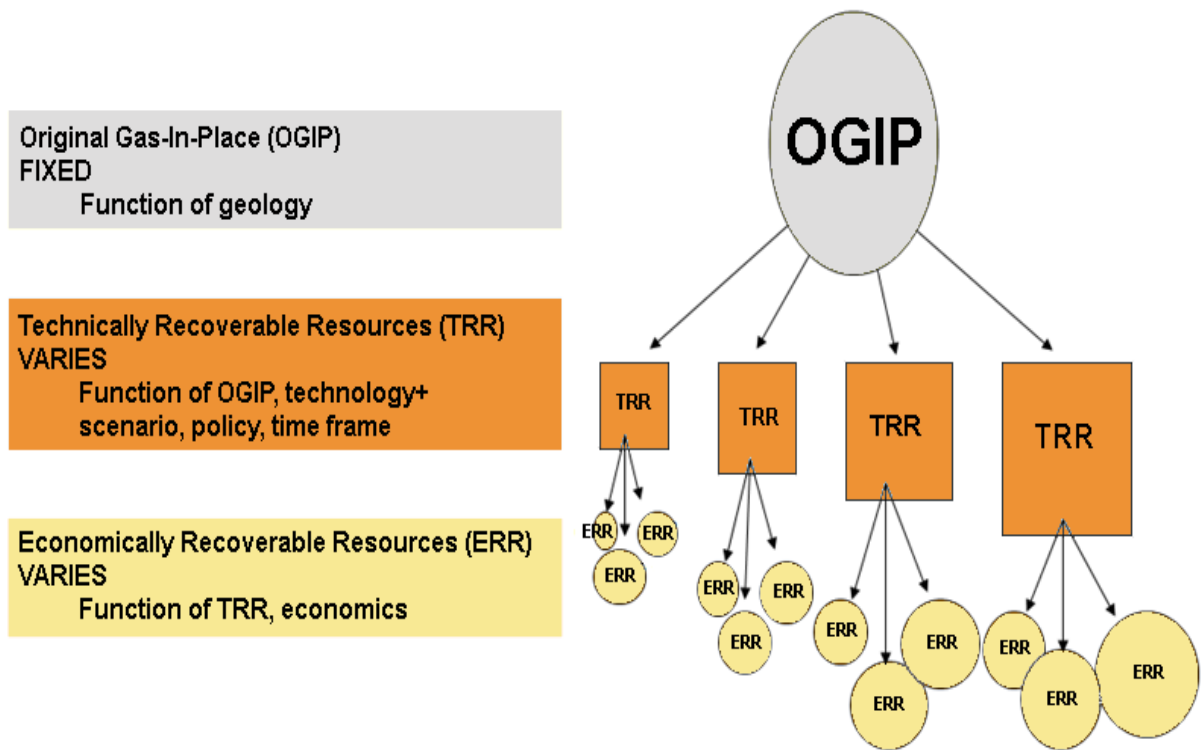 OGIP
Original Gas-In-Place (OGIP)
FIXED
Function of geology
Technically Recoverable Resources (TRR)
VARIES
Function of OGIP, technology+
scenario, policy, time frame
TRR
TRR
TRR
TRR
Economically Recoverable Resources (ERR)
VARIES
Function of TRR, economics
ERR
ERR
ERR
ERR
ERR
ERR
ERR
ERR
ERR
ERR
ERR
ERR